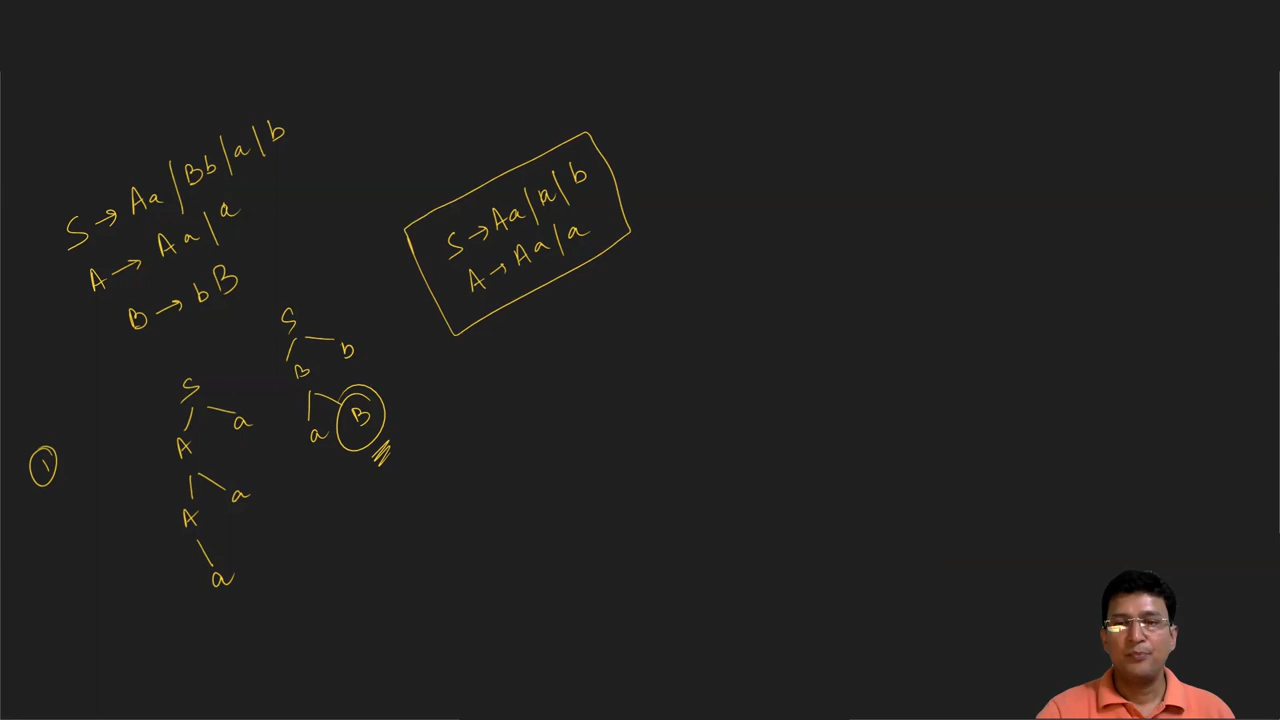 S → Aa | Bb | a | b
A → Aa | a
B → bB
S → Aa | a | b
A → Aa | a
S
B b
a B
S
A a
A a
a
1